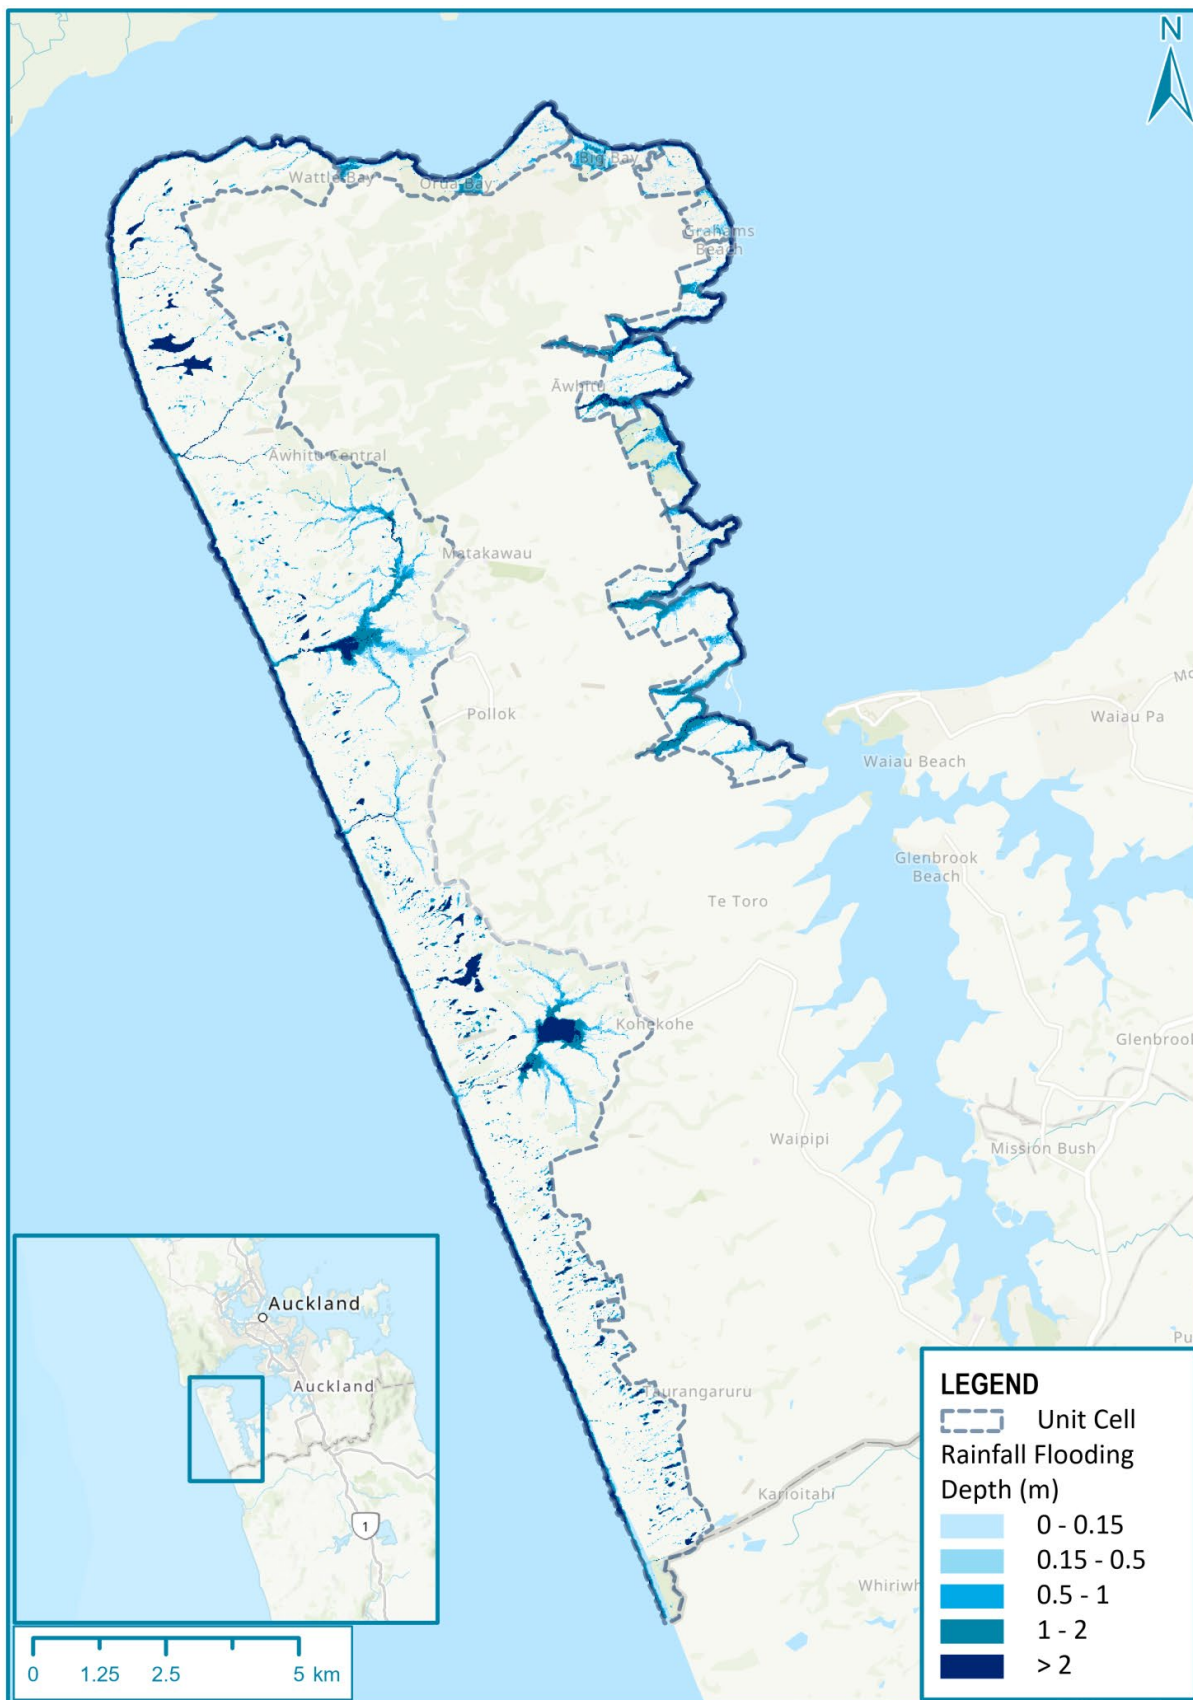 N
Big Bay
Wattle Bay
Orua Bay
Grahams
Beach
Āwhitu
Āwhitu Central
Matakawau
Pollok
Waiau Pa
Waiau Beach
Glenbrook
Beach
Te Toro
Kohekohe
Glenbrook
Waipipi
Mission Bush
Auckland
Auckland
1
Taurangaruru
Karioitahi
LEGEND
Unit Cell
Rainfall Flooding
Depth (m)
0 - 0.15
0.15 - 0.5
0.5 - 1
1 - 2
> 2
0 1.25 2.5 5 km